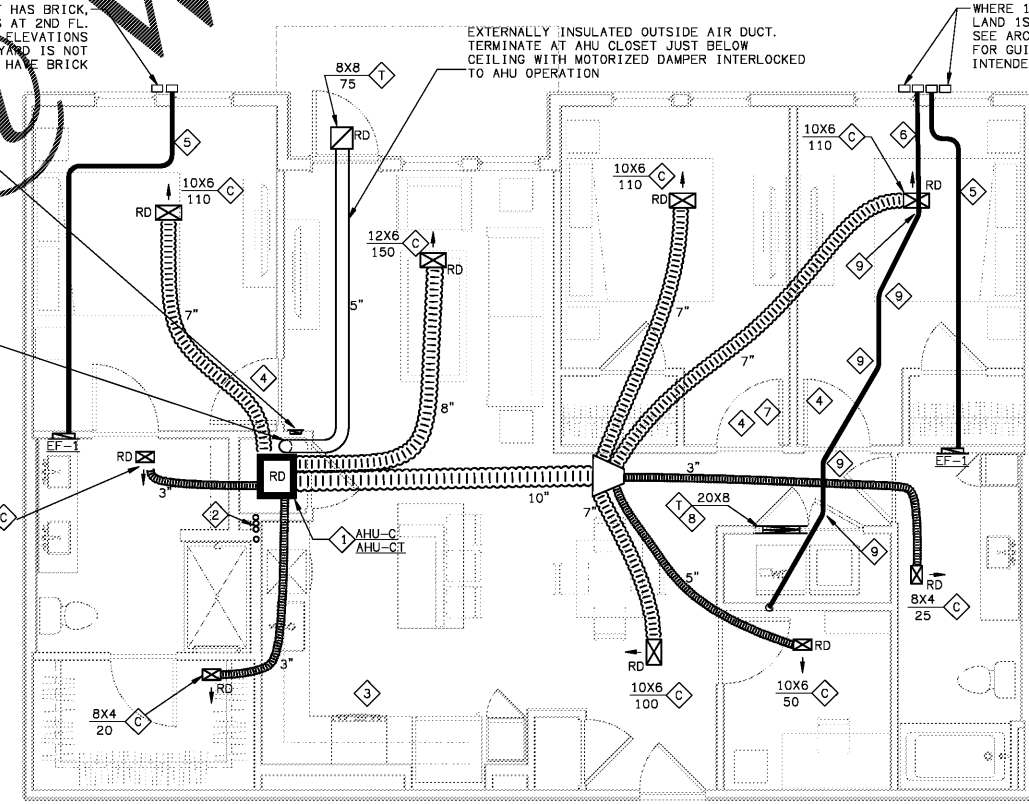 HAS BRICK,
AT 2ND FL.
ELEVATIONS
YARD IS NOT
HAVE BRICK
EXTERNALLY INSULATED OUTSIDE AIR DUCT.
TERMINATE AT AHU CLOSET JUST BELOW
CEILING WITH MOTORIZED DAMPER INTERLOCKED
TO AHU OPERATION
WHERE 1
LAND 1S
SEE ARC
FOR GUI
INTENDE
8X8
75
T
RD
5
10X6
110
C
RD
12X6
150
C
RD
10X6
110
C
RD
10X6
110
C
RD
6
5
9
9
9
9
9
7"
5"
8"
7"
7"
4
4
7
4
EF-1
EF-1
RD
C
3"
RD
10"
3"
7"
5"
2
1
AHU-C
AHU-CT
T
8
20X8
3"
RD
8X4
20
C
3
RD
10X6
100
C
RD
10X6
50
C
RD
8X4
25
C